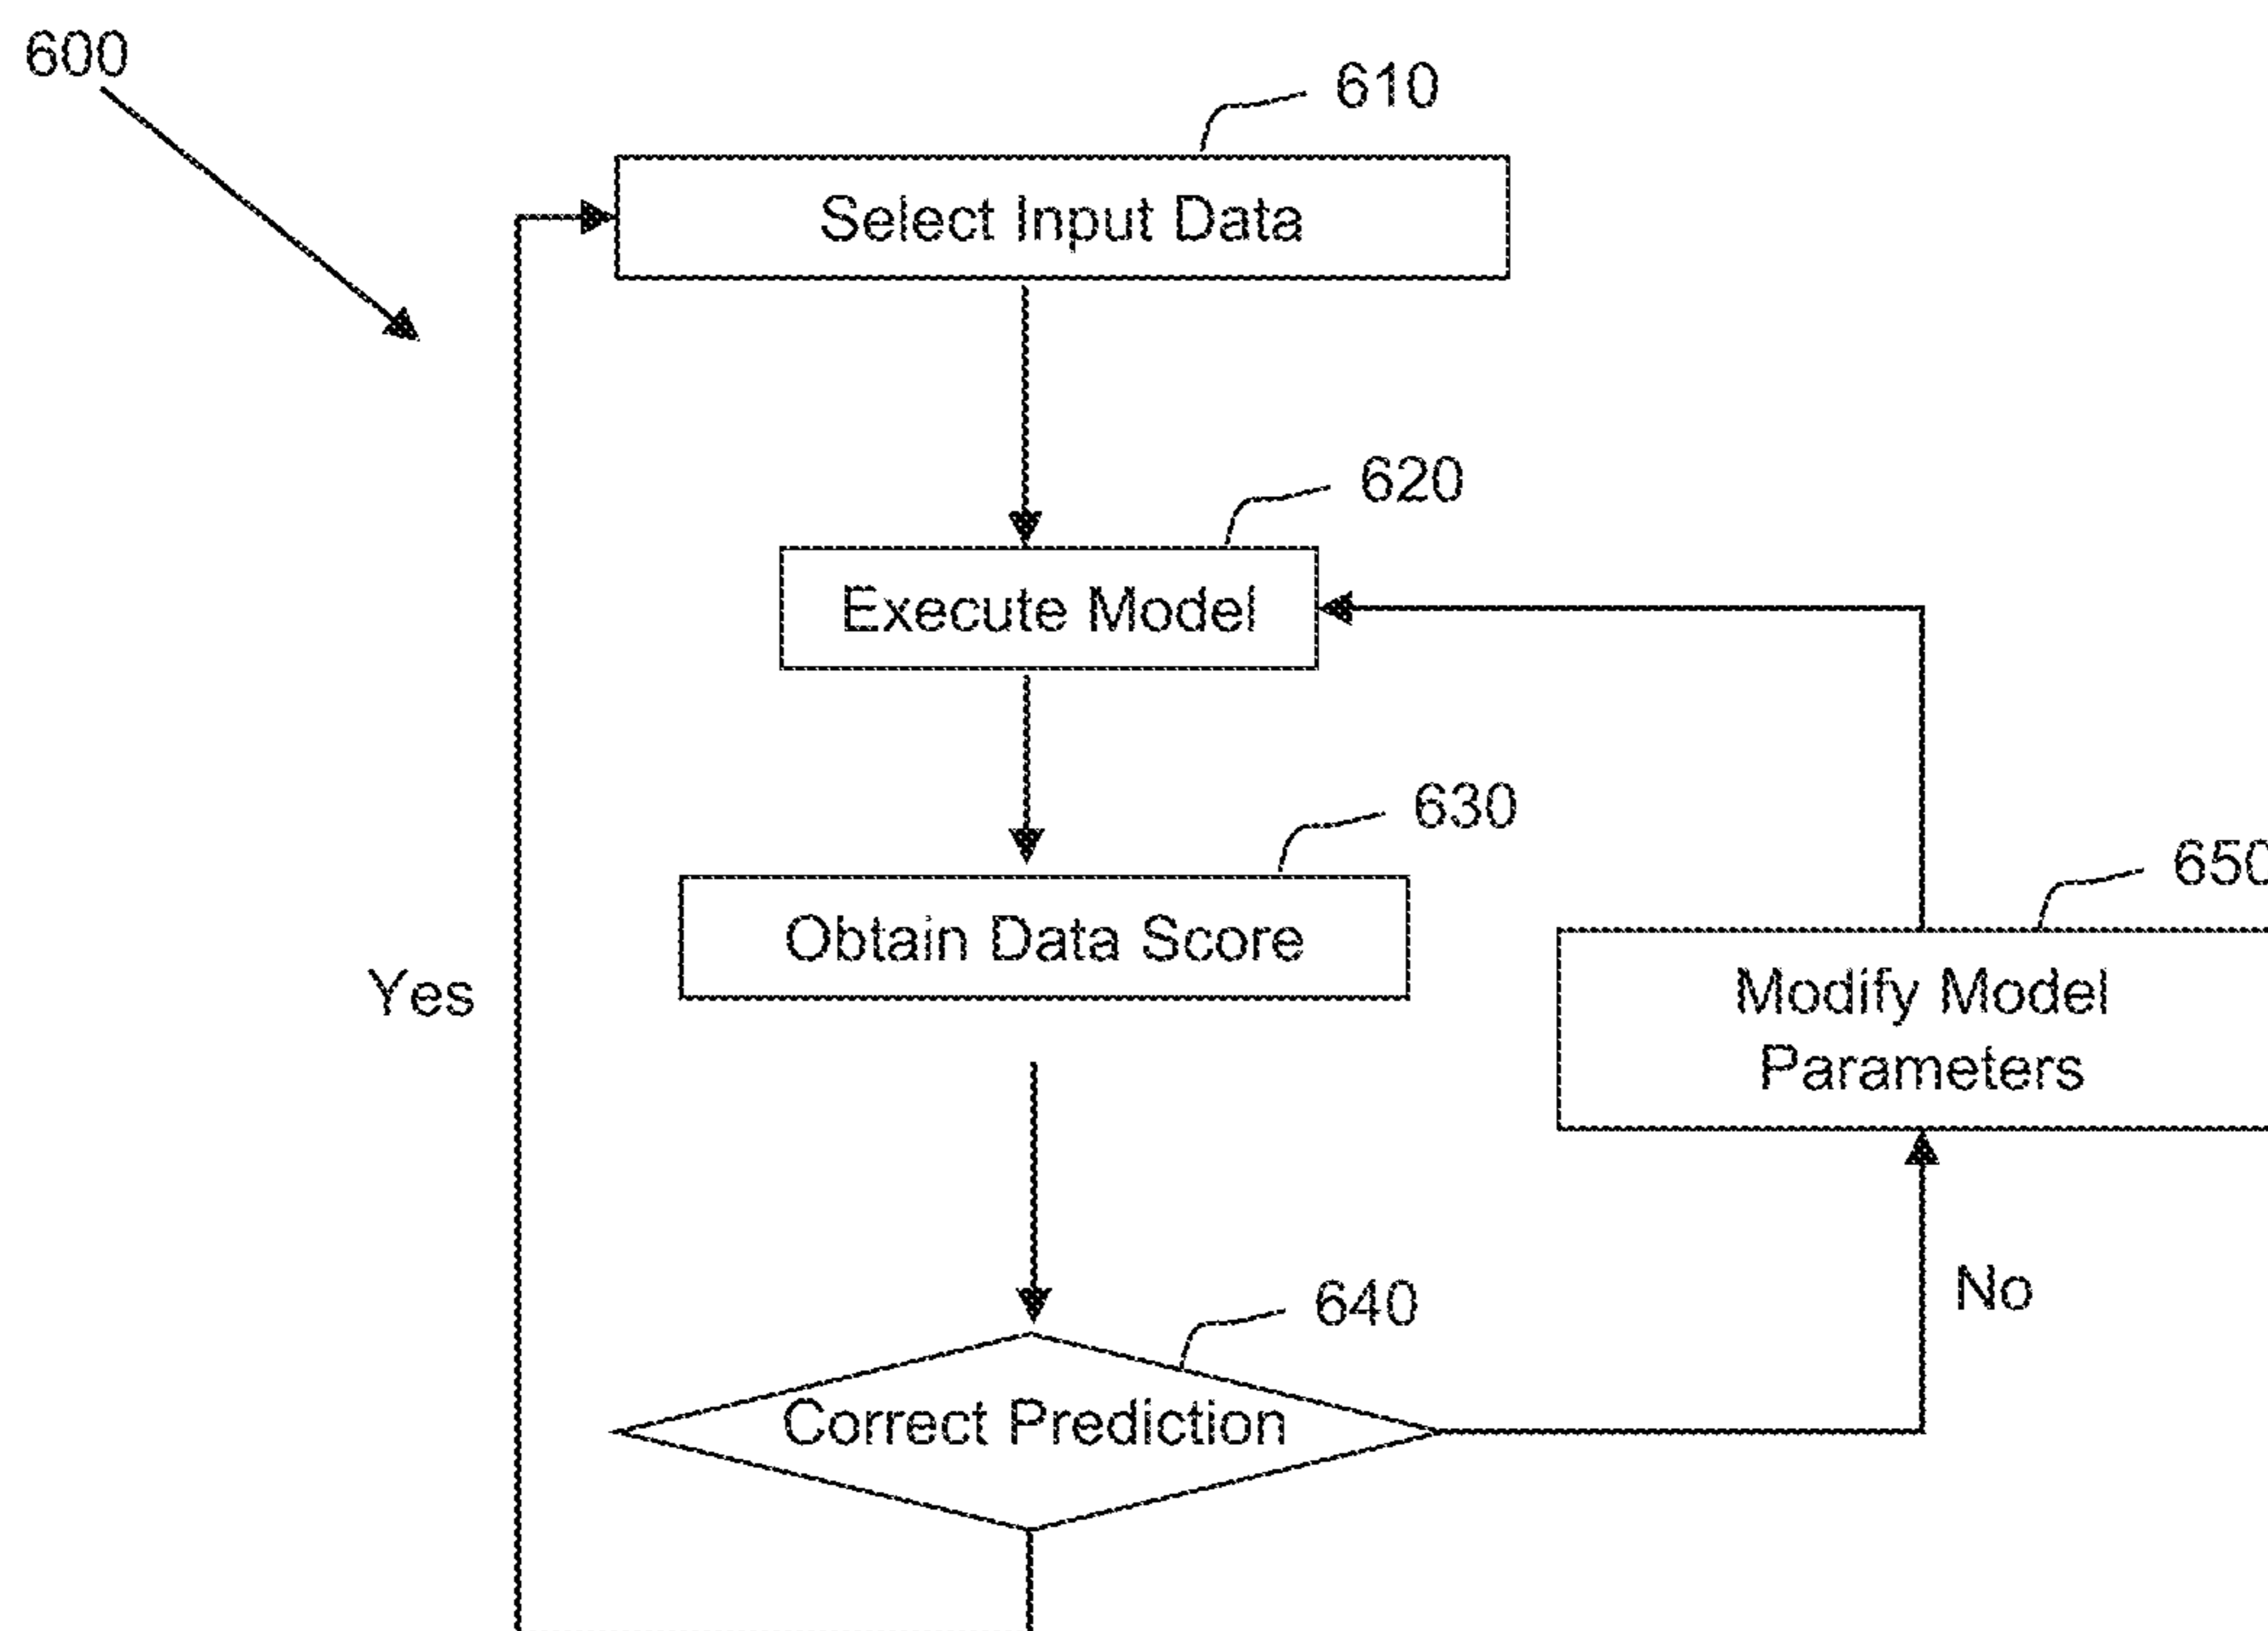 600
610
Select Input Data
620
Execute Model
630
Obtain Data Score
650
Yes
Modify Model
Parameters
No
640
Correct Prediction